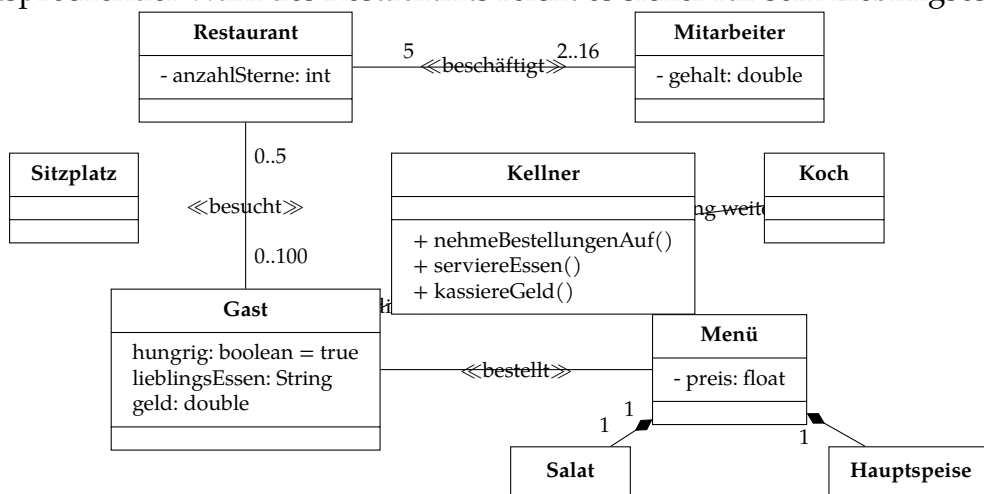 Restaurant
- anzahlSterne: int
5
≪beschäftigt≫
2..16
Mitarbeiter
- gehalt: double
0..5
Sitzplatz
≪besucht≫
0..100
Kellner
+ nehmeBestellungenAuf()
+ serviereEssen()
+ kassiereGeld()
Koch
Gast
hungrig: boolean = true
lieblingsEssen: String
geld: double
≪bestellt≫
Menü
- preis: float
1
1
1
Salat
Hauptspeise